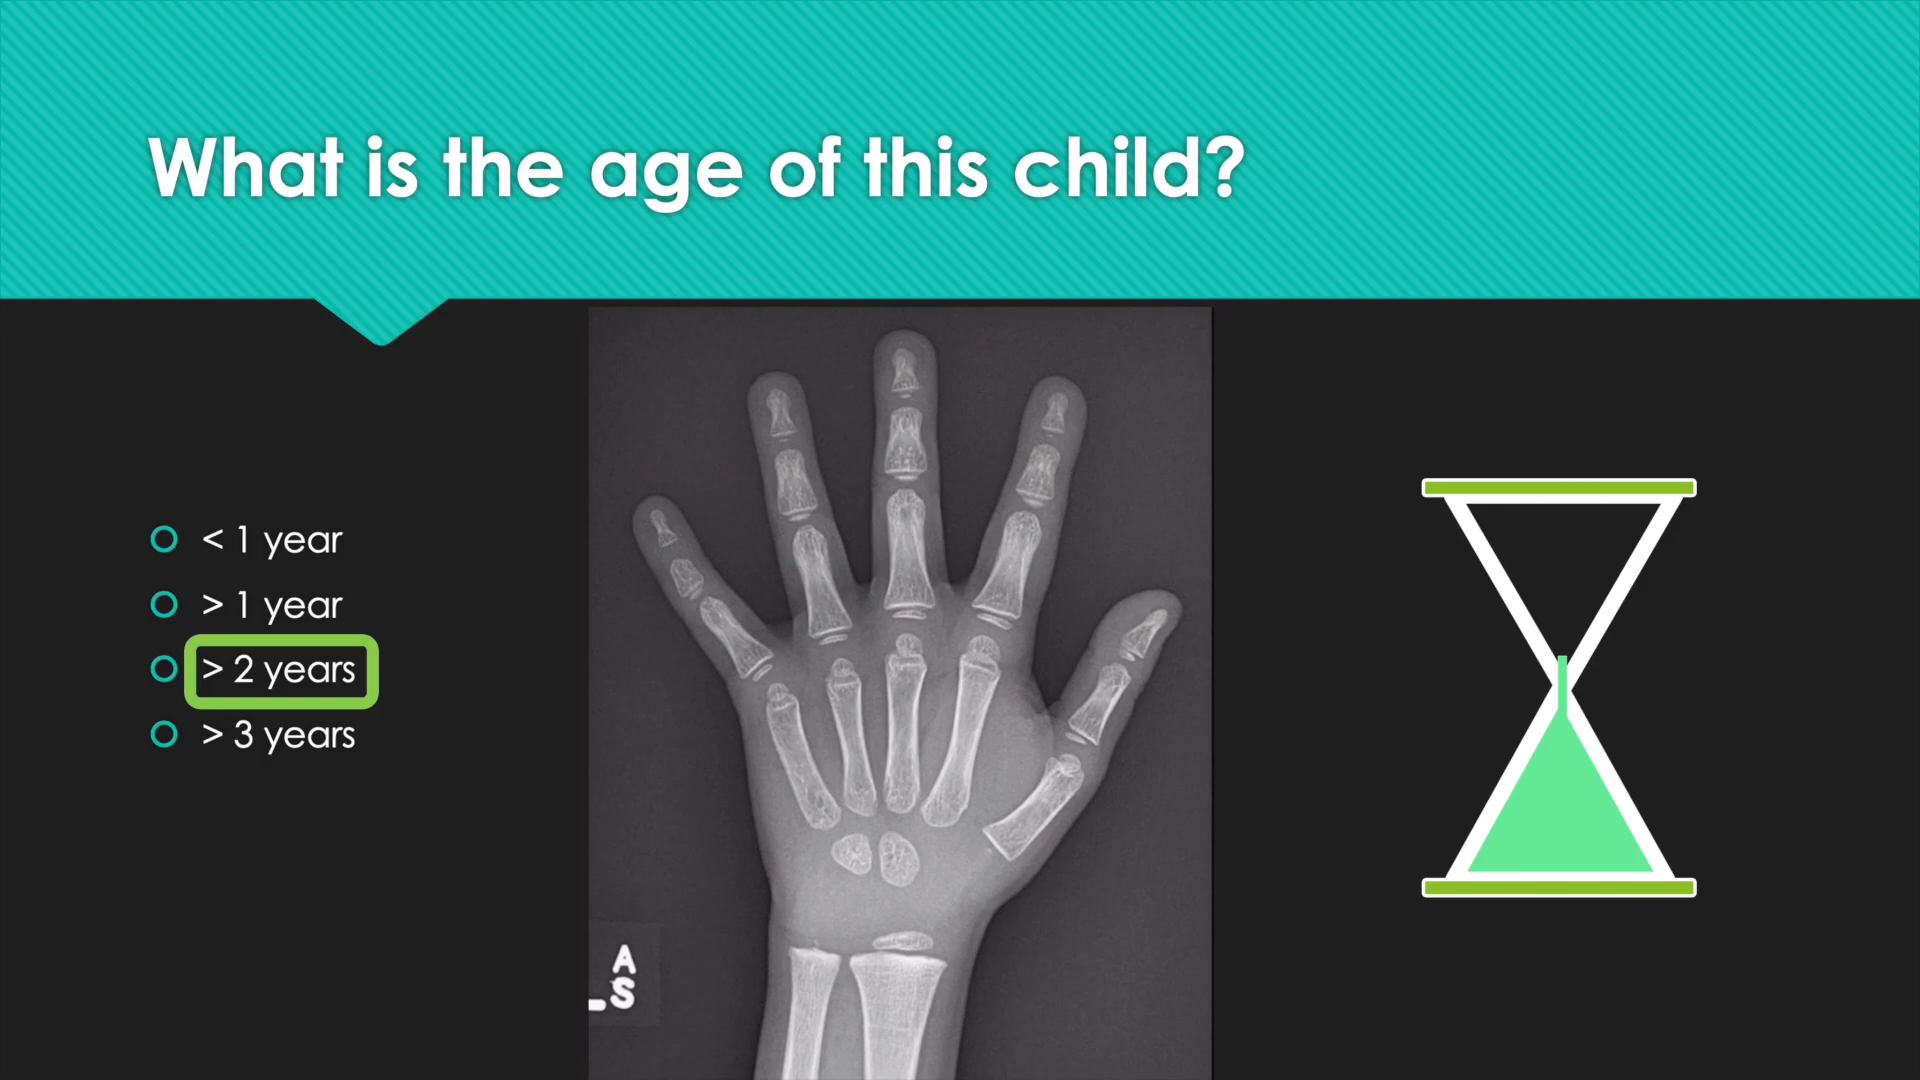 What is the age of this child?
< 1 year
> 1 year
> 2 years
> 3 years
A
S